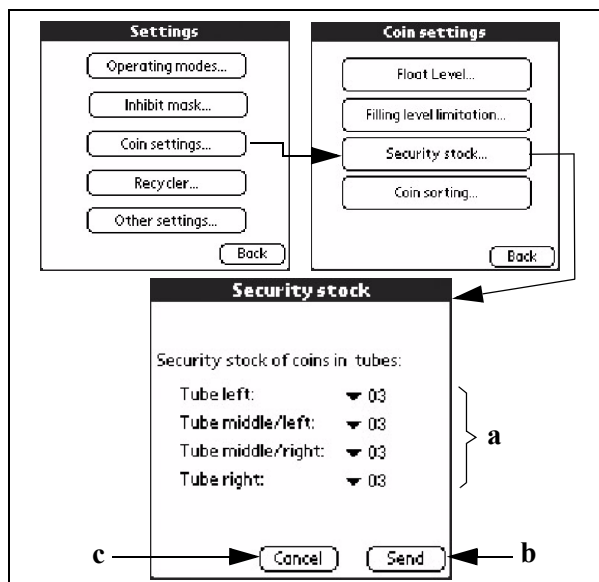 Settings
Operating modes...
Inhibit mask...
Coin settings...
Recycler...
Other settings...
Back
Coin settings
Float Level...
Filling level limitation...
Security stock...
Coin sorting...
Back
Security stock
Security stock of coins in tubes:
Tube left: 03
Tube middle/left: 03
Tube middle/right: 03
Tube right: 03
a
c
Cancel
Send
b